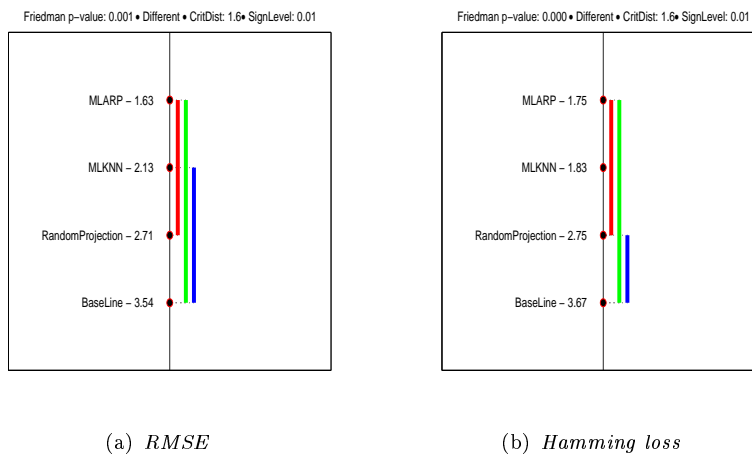 Friedman p-value: 0.001 • Different • CritDist: 1.6• SignLevel: 0.01
MLARP – 1.63
MLKNN – 2.13
RandomProjection – 2.71
BaseLine – 3.54
(a) RMSE
Friedman p-value: 0.000 • Different • CritDist: 1.6• SignLevel: 0.01
MLARP – 1.75
MLKNN – 1.83
RandomProjection – 2.75
BaseLine – 3.67
(b) Hamming loss